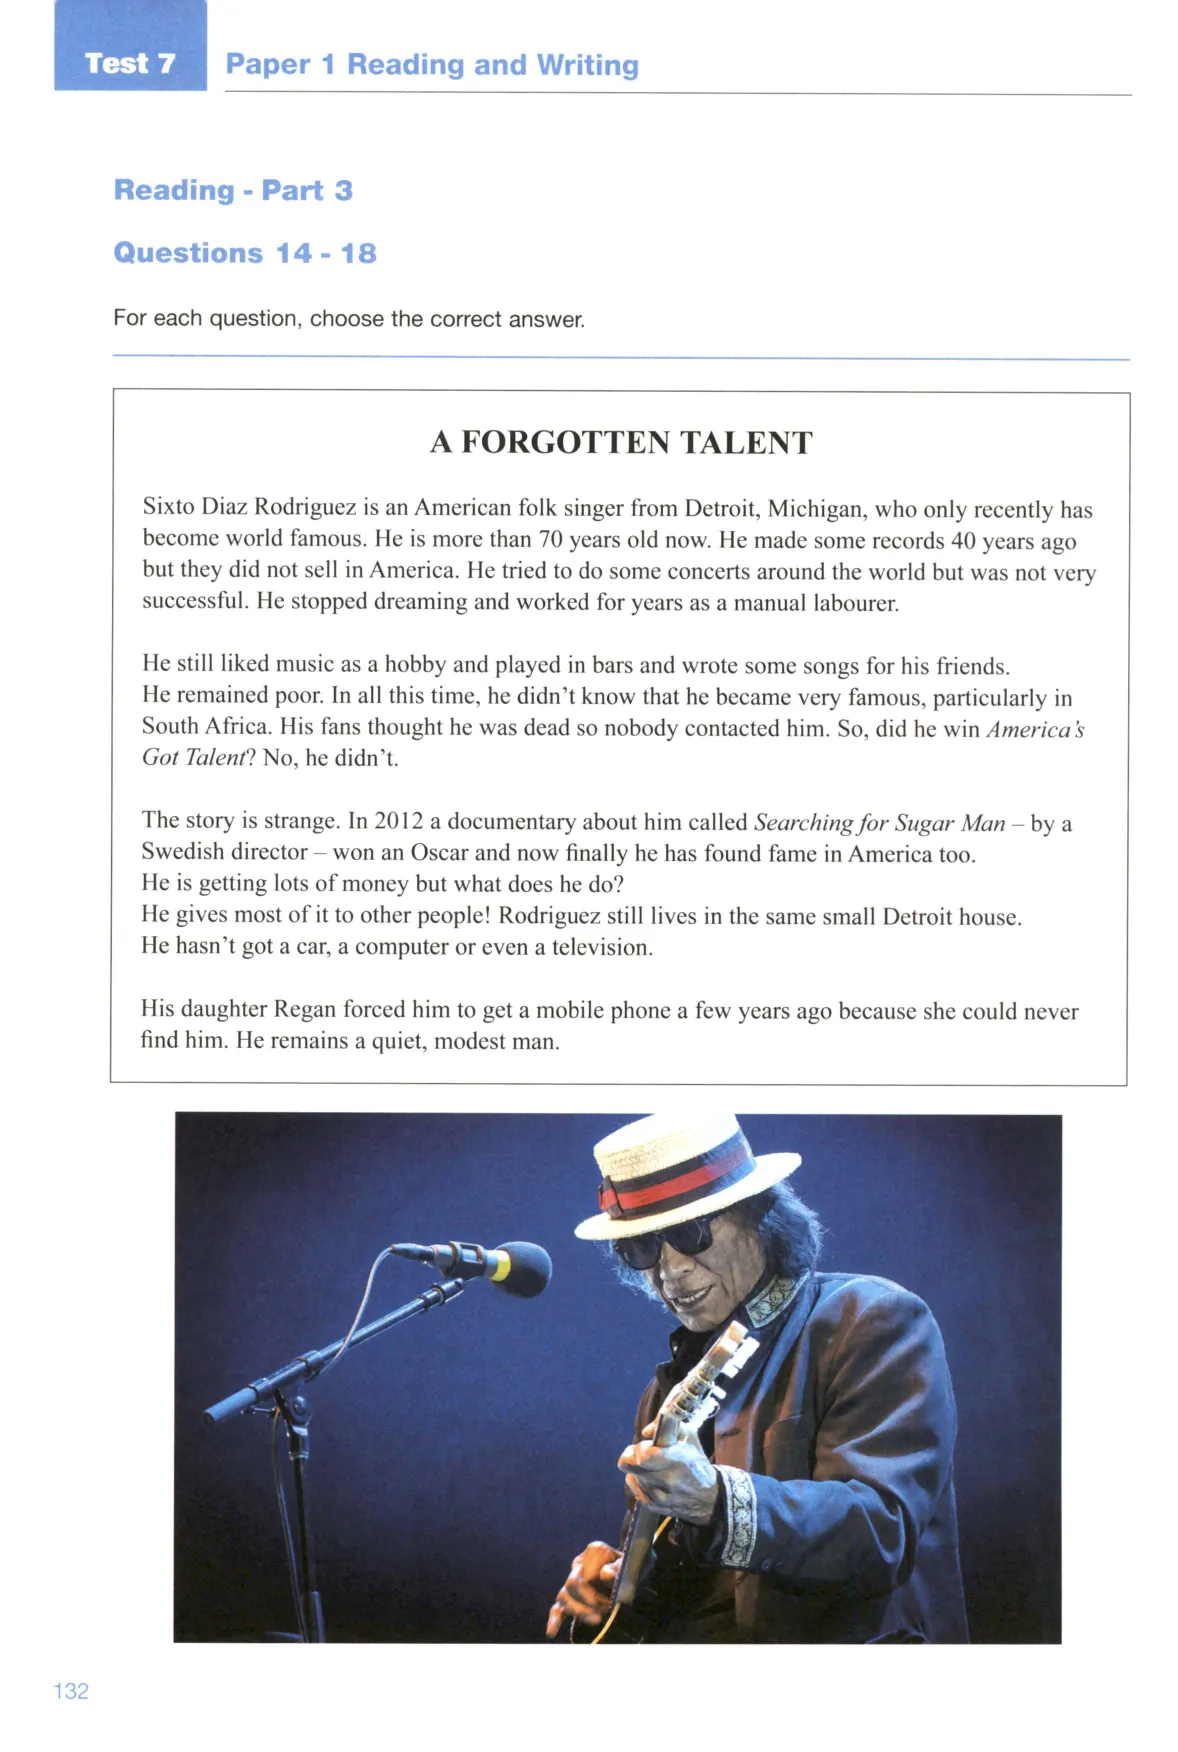 Test 7
Paper 1 Reading and Writing
Reading - Part 3
Questions 14 - 18
For each question, choose the correct answer.
A FORGOTTEN TALENT
Sixto Diaz Rodriguez is an American folk singer from Detroit, Michigan, who only recently has
become world famous. He is more than 70 years old now. He made some records 40 years ago
but they did not sell in America. He tried to do some concerts around the world but was not very
successful. He stopped dreaming and worked for years as a manual labourer.
He still liked music as a hobby and played in bars and wrote some songs for his friends.
He remained poor. In all this time, he didn't know that he became very famous, particularly in
South Africa. His fans thought he was dead so nobody contacted him. So, did he win America's
Got Talent? No, he didn't.
The story is strange. In 2012 a documentary about him called Searching for Sugar Man – by a
Swedish director – won an Oscar and now finally he has found fame in America too.
He is getting lots of money but what does he do?
He gives most of it to other people! Rodriguez still lives in the same small Detroit house.
He hasn't got a car, a computer or even a television.
His daughter Regan forced him to get a mobile phone a few years ago because she could never
find him. He remains a quiet, modest man.
132